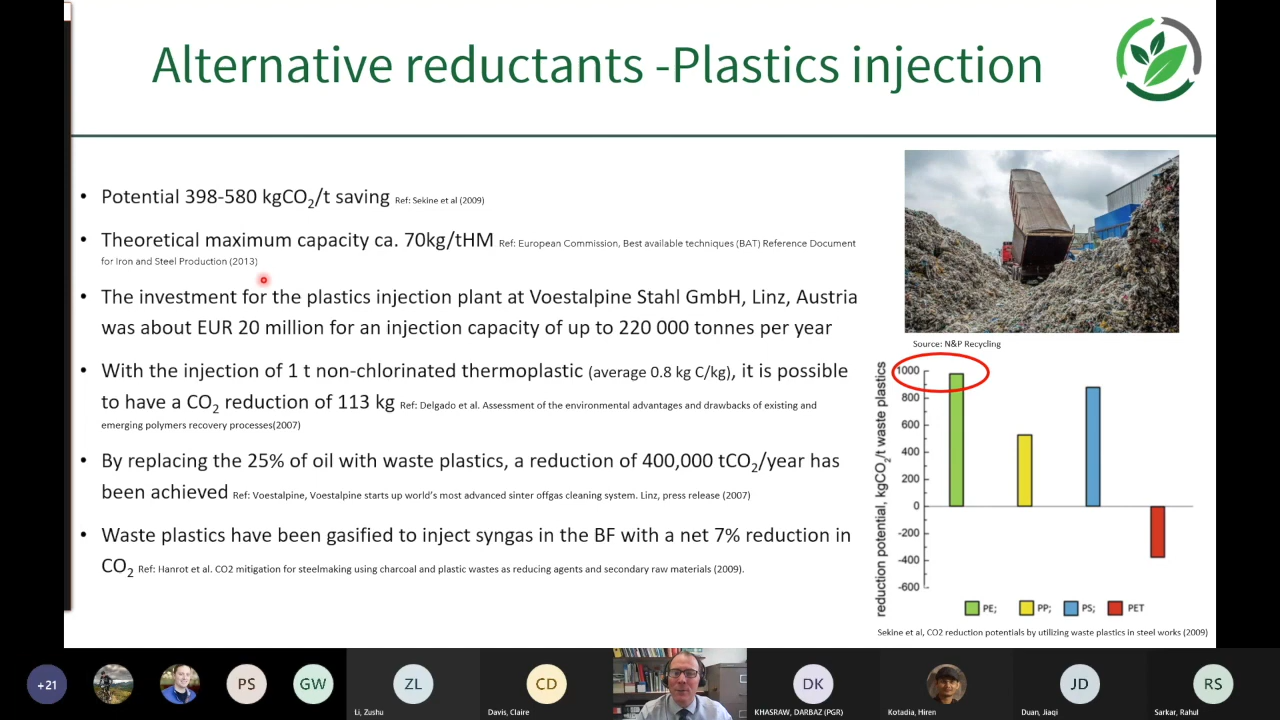 Alternative reductants -Plastics injection
• Potential 398-580 kgCO₂/t saving Ref: Sekine et al (2009)
• Theoretical maximum capacity ca. 70kg/tHM Ref: European Commission, Best available techniques (BAT) Reference Document
for Iron and Steel Production (2013)
• The investment for the plastics injection plant at Voestalpine Stahl GmbH, Linz, Austria
was about EUR 20 million for an injection capacity of up to 220 000 tonnes per year
• With the injection of 1 t non-chlorinated thermoplastic (average 0.8 kg C/kg), it is possible
to have a CO₂ reduction of 113 kg Ref: Delgado et al. Assessment of the environmental advantages and drawbacks of existing and
emerging polymers recovery processes(2007)
• By replacing the 25% of oil with waste plastics, a reduction of 400,000 tCO₂/year has
been achieved Ref: Voestalpine, Voestalpine starts up world's most advanced sinter offgas cleaning system. Linz, press release (2007)
• Waste plastics have been gasified to inject syngas in the BF with a net 7% reduction in
CO₂ Ref: Hanrot et al. CO2 mitigation for steelmaking using charcoal and plastic wastes as reducing agents and secondary raw materials (2009).
Source: N&P Recycling
reduction potential, kgCO₂/t waste plastics
1000
800
600
400
200
0
-200
-400
-600
PE; PP; PS; PET
Sekine et al, CO2 reduction potentials by utilizing waste plastics in steel works (2009)
+21
PS
GW
ZL
Li, Zushu
CD
Davis, Claire
DK
KHASRAW, DARBAZ (PGR)
Kotadia, Hiren
JD
Duan, Jiaqi
RS
Sarkar, Rahul